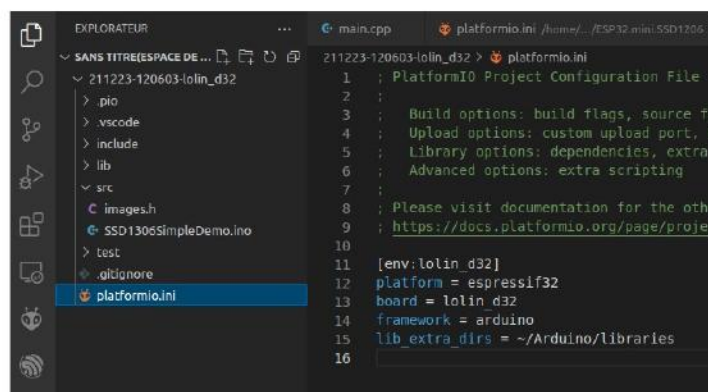 EXPLORATEUR ...
SANS TITRE(ESPACE DE ...
211223-120603-lolin_d32
.pio
.vscode
include
lib
src
C images.h
SSD1306SimpleDemo.ino
test
.gitignore
platformio.ini
main.cpp platformio.ini /home/.../ESP32.mini.SSD1206
211223-120603-lolin_d32 > platformio.ini
1 ; PlatformIO Project Configuration File
2 ;
3 ; Build options: build flags, source f
4 ; Upload options: custom upload port,
5 ; Library options: dependencies, extra
6 ; Advanced options: extra scripting
7 ;
8 ; Please visit documentation for the oth
9 ; https://docs.platformio.org/page/proje
10
11 [env:lolin_d32]
12 platform = espressif32
13 board = lolin_d32
14 framework = arduino
15 lib_extra_dirs = ~/Arduino/libraries
16